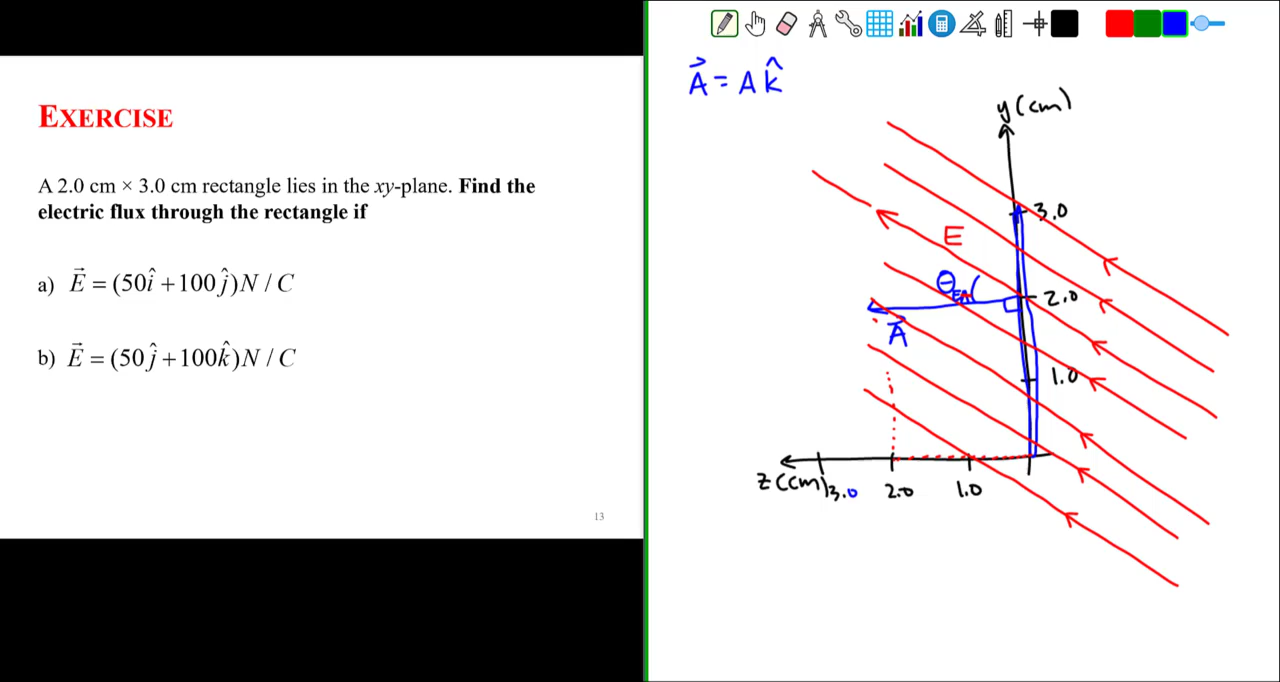 EXERCISE
A 2.0 cm × 3.0 cm rectangle lies in the xy-plane. Find the
electric flux through the rectangle if
a) E⃗ = (50î + 100ĵ)N / C
b) E⃗ = (50ĵ + 100k̂)N / C
13
A⃗ = A k̂
y(cm)
3.0
E
θEA
2.0
A⃗
1.0
z(cm)
3.0 2.0 1.0